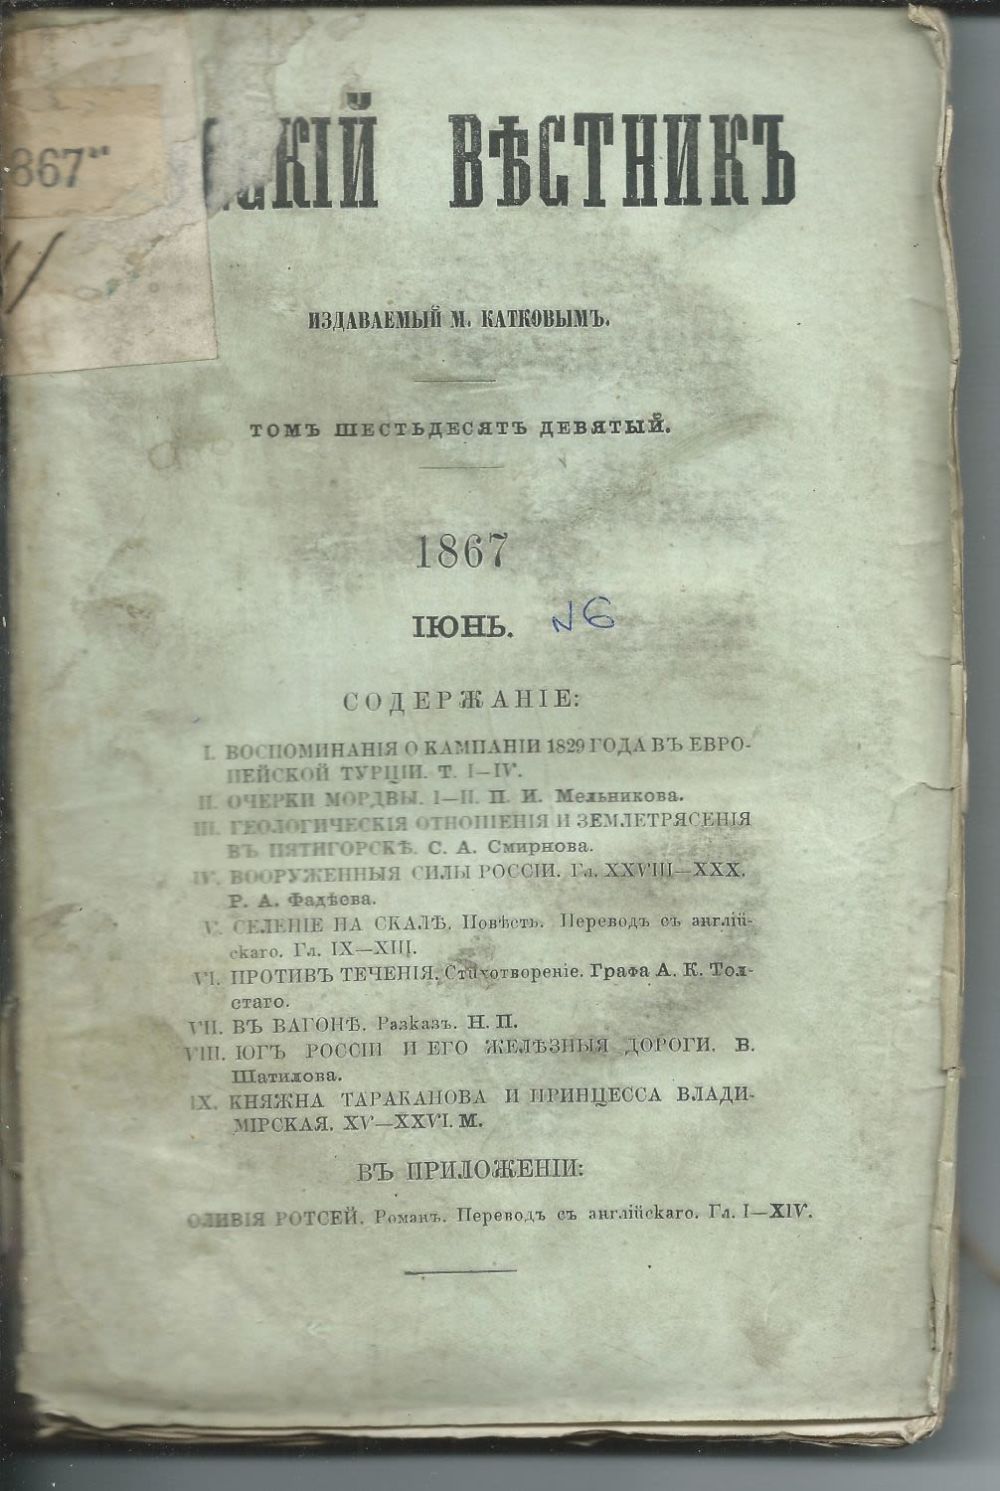 867"
СКІЙ ВѢСТНИКЪ
ИЗДАВАЕМЫЙ М. КАТКОВЫМЪ.
ТОМЪ ШЕСТЬДЕСЯТЪ ДЕВЯТЫЙ.
1867
ІЮНЬ. N6
СОДЕРЖАНІЕ:
I. ВОСПОМИНАНІЯ О КАМПАНІИ 1829 ГОДА ВЪ ЕВРО-
ПЕЙСКОЙ ТУРЦІИ. Т. I—IV.
II. ОЧЕРКИ МОРДВЫ. I—II. П. И. Мельникова.
III. ГЕОЛОГИЧЕСКІЯ ОТНОШЕНІЯ И ЗЕМЛЕТРЯСЕНІЯ
ВЪ ПЯТИГОРСКѢ. С. А. Смирнова.
IV. ВООРУЖЕННЫЯ СИЛЫ РОССІИ. Гл. XXVIII—XXX.
Р. А. Фадѣева.
V. СЕЛЕНІЕ НА СКАЛѢ. Повѣсть. Переводъ съ англій-
скаго. Гл. IX—XIII.
VI. ПРОТИВЪ ТЕЧЕНІЯ. Стихотвореніе. Графа А. К. Тол-
стаго.
VII. ВЪ ВАГОНѢ. Разказъ. Н. П.
VIII. ЮГЪ РОССІИ И ЕГО ЖЕЛѢЗНЫЯ ДОРОГИ. В.
Шатилова.
IX. КНЯЖНА ТАРАКАНОВА И ПРИНЦЕССА ВЛАДИ-
МІРСКАЯ. XV—XXVI. М.
ВЪ ПРИЛОЖЕНІИ:
ОЛИВІЯ РОТСЕЙ. Романъ. Переводъ съ англійскаго. Гл. I—XIV.